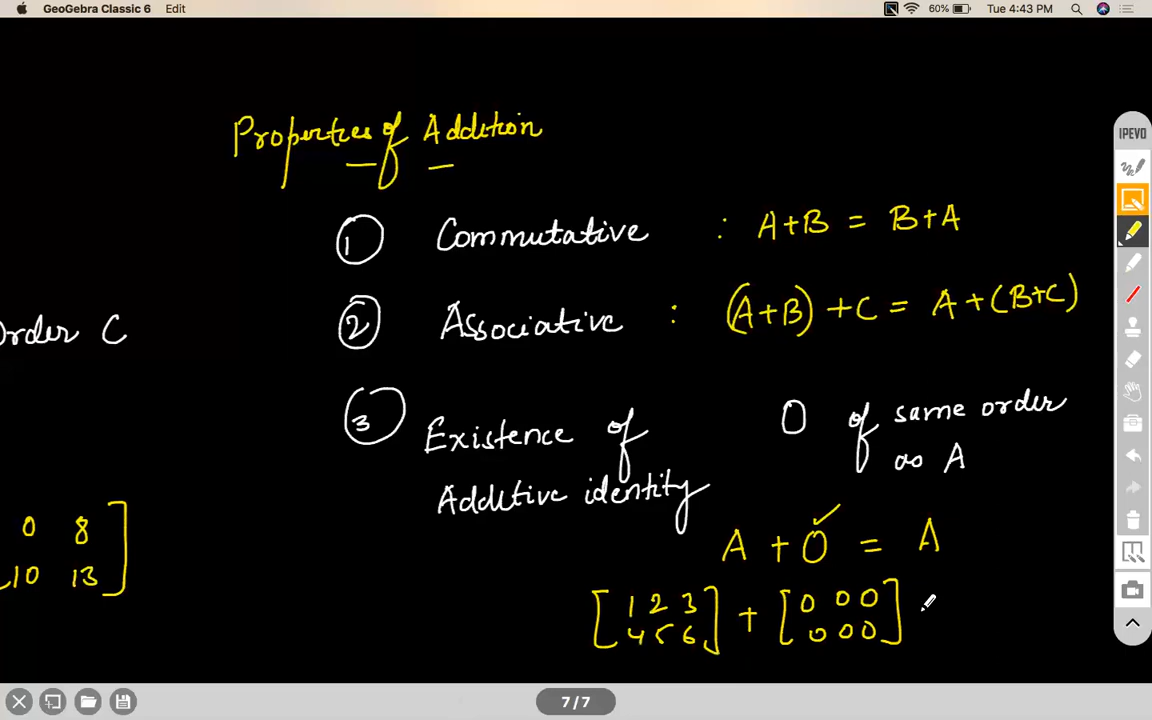 GeoGebra Classic 6 Edit 60% Tue 4:43 PM
IPEVO
Properties of Addition
1 Commutative : A+B = B+A
2 Associative : (A+B)+C = A+(B+C)
Order C
3 Existence of Additive identity
O of same order as A
A + O = A
0 8
10 13
[1 2 3 + [0 0 0
4 5 6] 0 0 0]
7/7